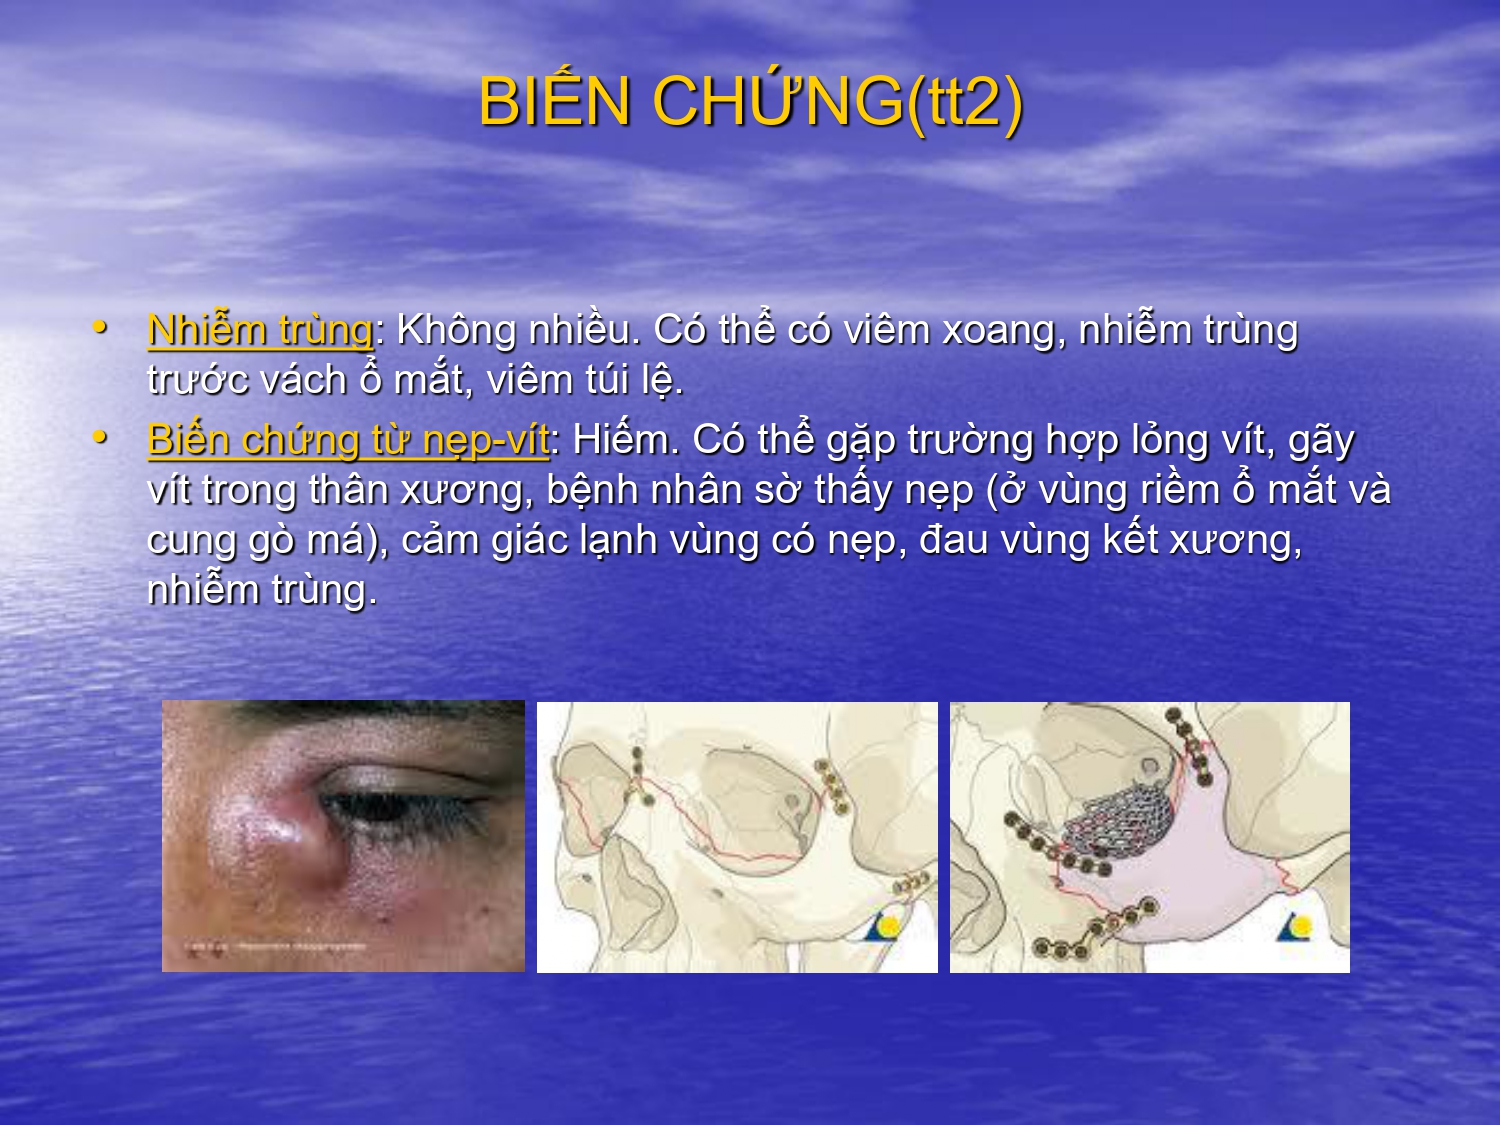 BIẾN CHỨNG(tt2)
• Nhiễm trùng: Không nhiều. Có thể có viêm xoang, nhiễm trùng
trước vách ổ mắt, viêm túi lệ.
• Biến chứng từ nẹp-vít: Hiếm. Có thể gặp trường hợp lỏng vít, gãy
vít trong thân xương, bệnh nhân sờ thấy nẹp (ở vùng riềm ổ mắt và
cung gò má), cảm giác lạnh vùng có nẹp, đau vùng kết xương,
nhiễm trùng.